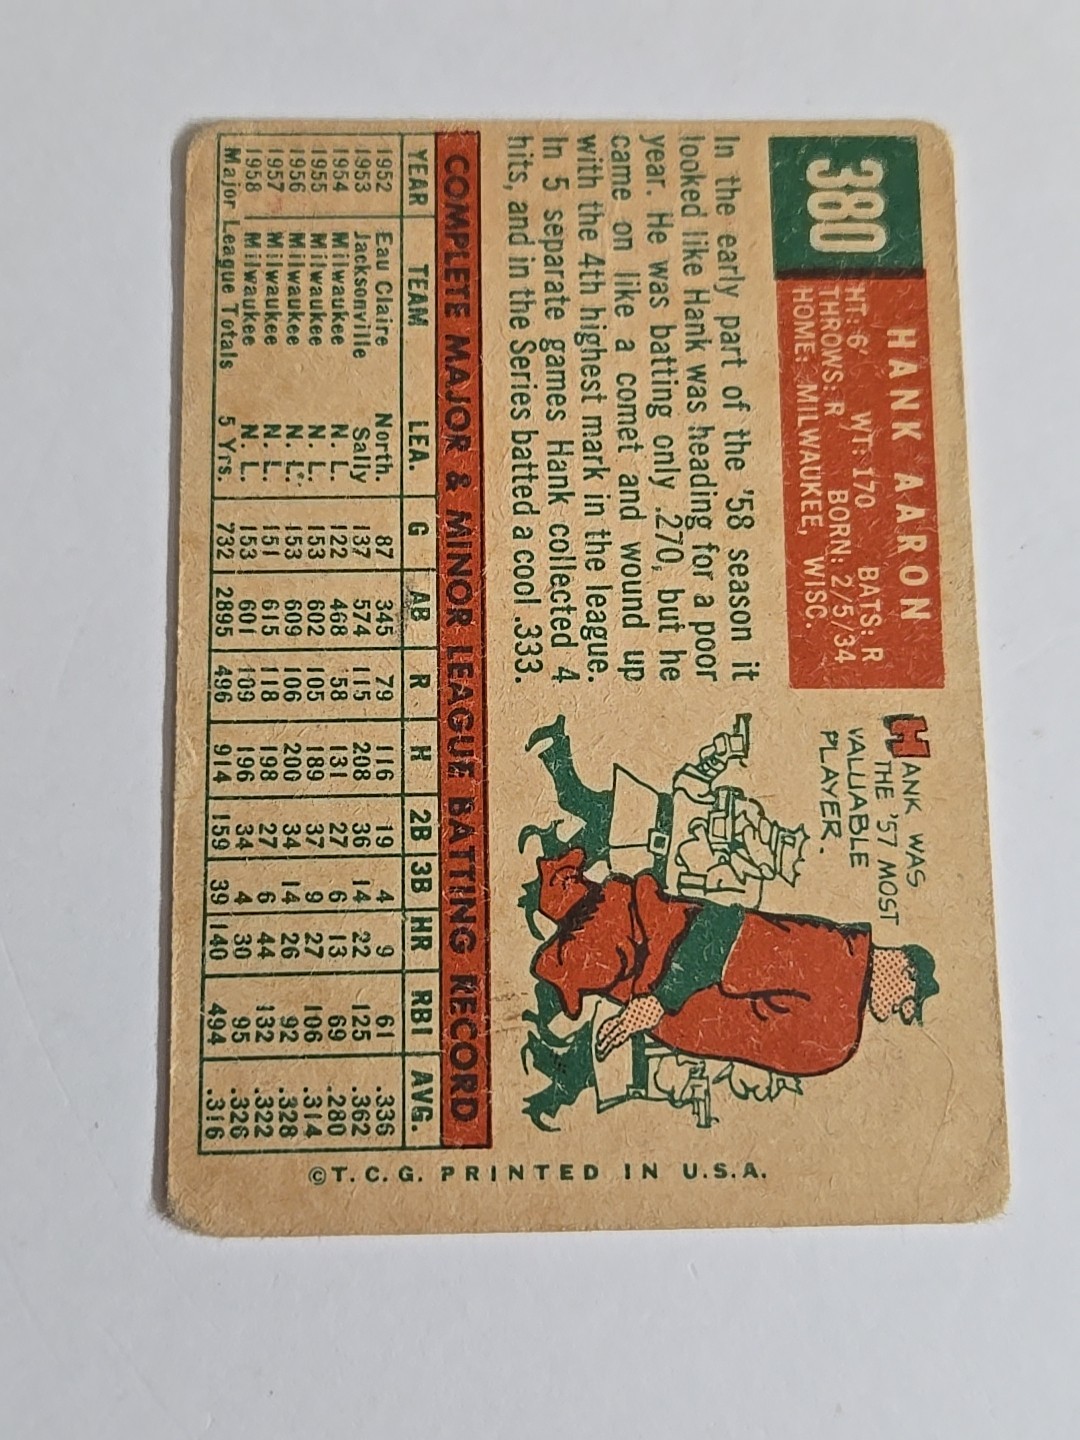 380
HANK AARON
HT: 6' WT: 170 BATS: R
THROWS: R BORN: 2/5/34
HOME: MILWAUKEE, WISC.
In the early part of the '58 season it
looked like Hank was heading for a poor
year. He was batting only .270, but he
came on like a comet and wound up
with the 4th highest mark in the league.
In 5 separate games Hank collected 4
hits, and in the Series batted a cool .333.
HANK WAS
THE '57 MOST
VALUABLE
PLAYER.
COMPLETE MAJOR & MINOR LEAGUE BATTING RECORD
YEAR TEAM LEA. G AB R H 2B 3B HR RBI AVG.
1952 Eau Claire North. 87 345 79 116 19 4 9 61 .336
1953 Jacksonville Sally 137 574 115 208 36 14 22 125 .362
1954 Milwaukee N. L. 122 468 58 131 27 6 13 69 .280
1955 Milwaukee N. L. 153 602 105 189 37 9 27 106 .314
1956 Milwaukee N. L. 153 609 106 200 34 14 26 92 .328
1957 Milwaukee N. L. 151 615 118 198 27 6 44 132 .322
1958 Milwaukee N. L. 153 601 109 196 34 4 30 95 .326
Major League Totals 5 Yrs. 732 2895 496 914 159 39 140 494 .316
©T. C. G. PRINTED IN U.S.A.